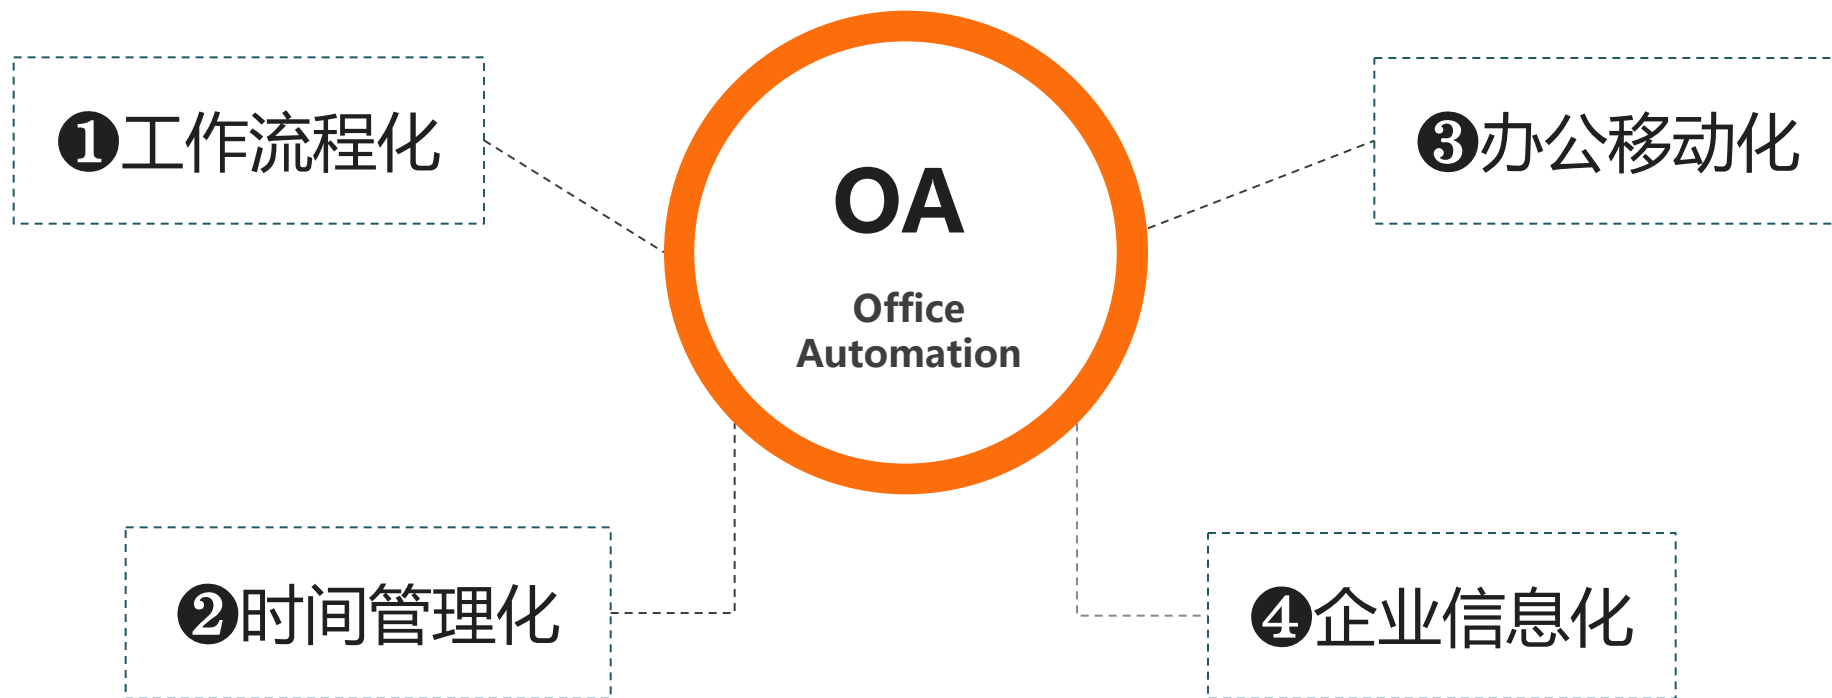 ❶工作流程化
OA
Office
Automation
❸办公移动化
❷时间管理化
❹企业信息化